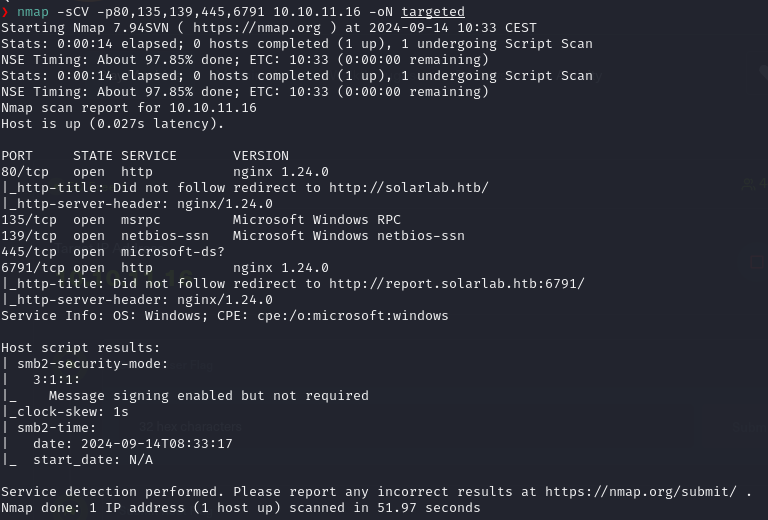 ❯ nmap -sCV -p80,135,139,445,6791 10.10.11.16 -oN targeted
Starting Nmap 7.94SVN ( https://nmap.org ) at 2024-09-14 10:33 CEST
Stats: 0:00:14 elapsed; 0 hosts completed (1 up), 1 undergoing Script Scan
NSE Timing: About 97.85% done; ETC: 10:33 (0:00:00 remaining)
Stats: 0:00:14 elapsed; 0 hosts completed (1 up), 1 undergoing Script Scan
NSE Timing: About 97.85% done; ETC: 10:33 (0:00:00 remaining)
Nmap scan report for 10.10.11.16
Host is up (0.027s latency).

PORT     STATE SERVICE       VERSION
80/tcp   open  http          nginx 1.24.0
|_http-title: Did not follow redirect to http://solarlab.htb/
|_http-server-header: nginx/1.24.0
135/tcp  open  msrpc         Microsoft Windows RPC
139/tcp  open  netbios-ssn   Microsoft Windows netbios-ssn
445/tcp  open  microsoft-ds?
6791/tcp open  http          nginx 1.24.0
|_http-title: Did not follow redirect to http://report.solarlab.htb:6791/
|_http-server-header: nginx/1.24.0
Service Info: OS: Windows; CPE: cpe:/o:microsoft:windows

Host script results:
| smb2-security-mode:
|   3:1:1:
|_    Message signing enabled but not required
|_clock-skew: 1s
| smb2-time:
|   date: 2024-09-14T08:33:17
|_  start_date: N/A

Service detection performed. Please report any incorrect results at https://nmap.org/submit/ .
Nmap done: 1 IP address (1 host up) scanned in 51.97 seconds